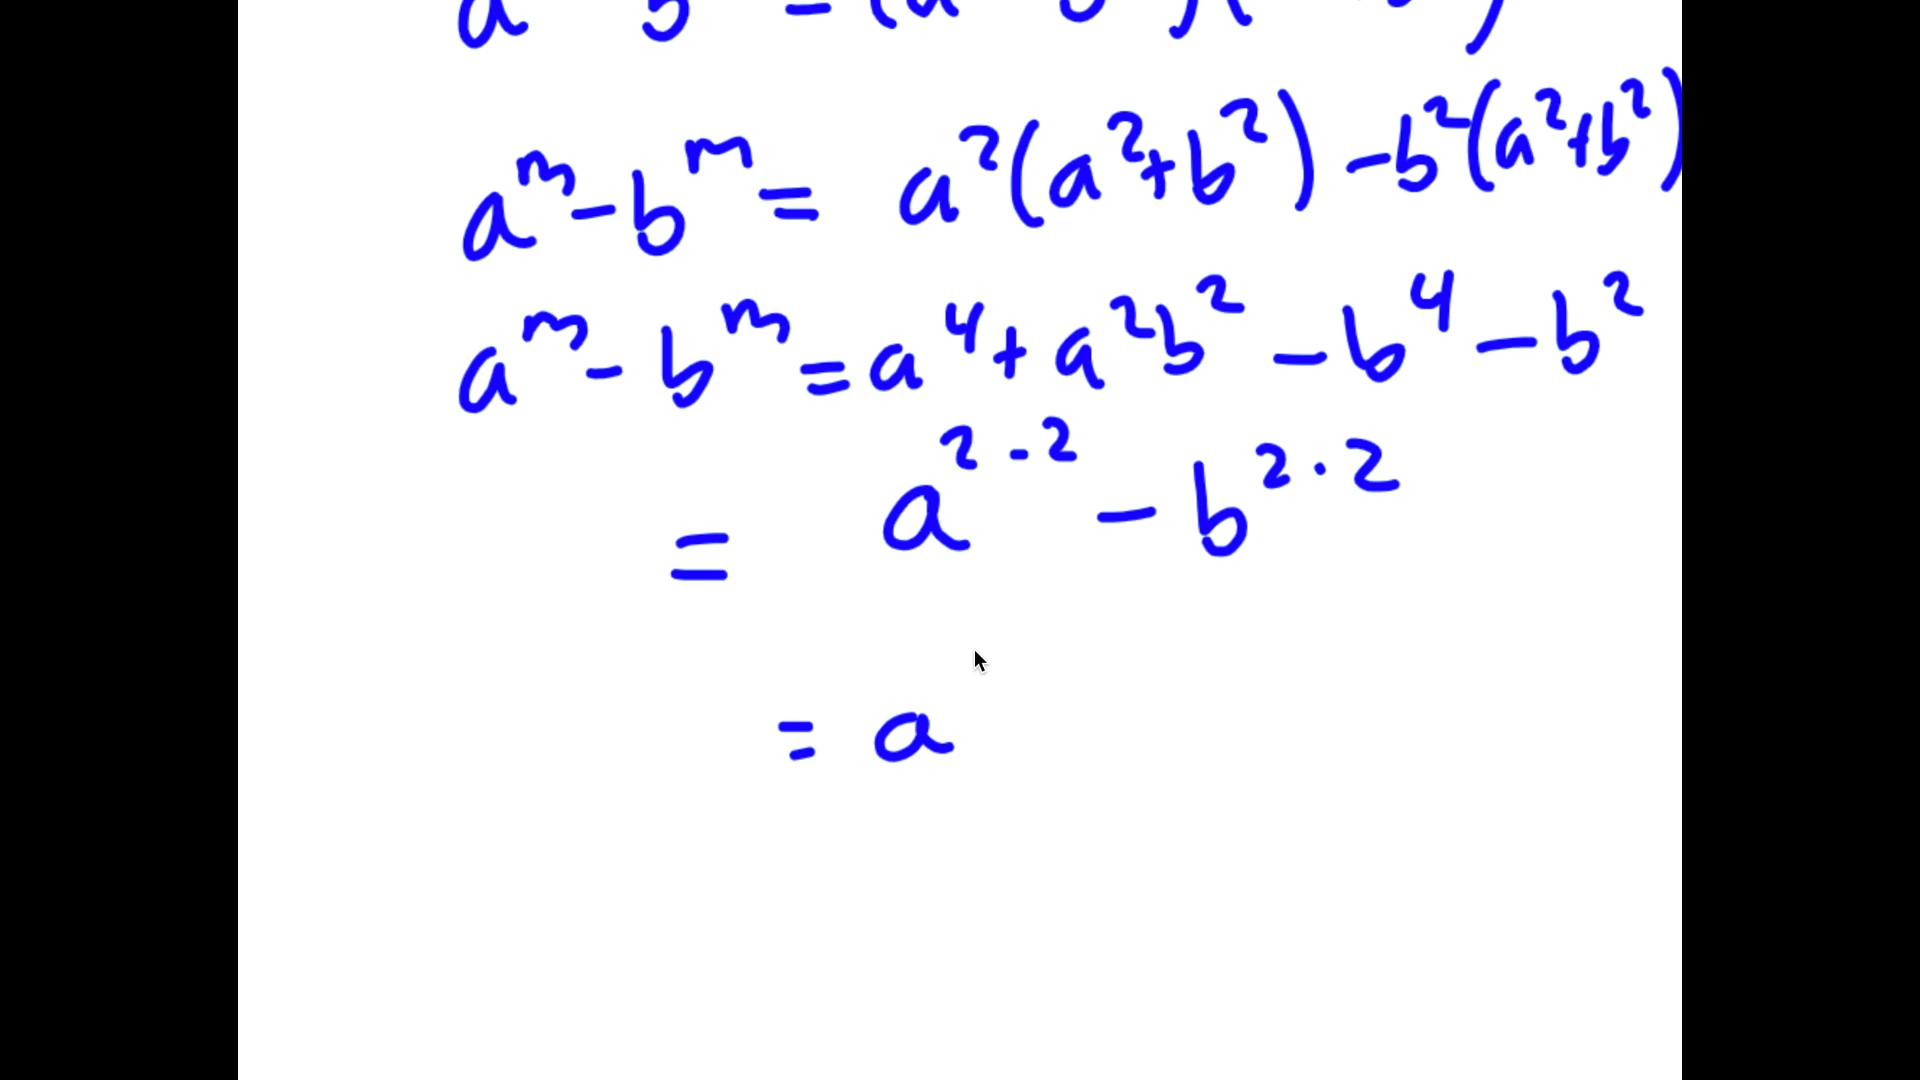 a b = (a b)(
a^m - b^m = a^2(a^2+b^2) - b^2(a^2+b^2)
a^m - b^m = a^4 + a^2b^2 - b^4 - b^2
= a^2·2 - b^2·2
= a